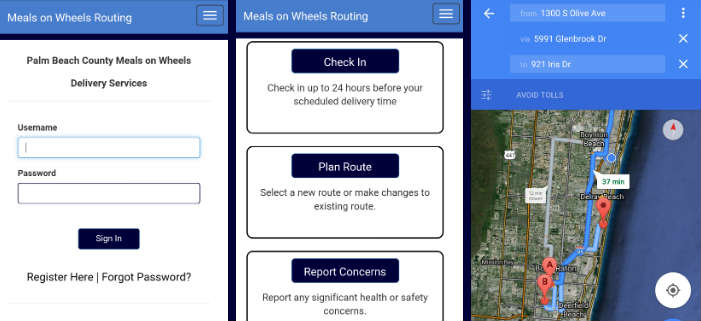 Meals on Wheels Routing
Palm Beach County Meals on Wheels
Delivery Services
Username
Password
Sign In
Register Here | Forgot Password?
Meals on Wheels Routing
Check In
Check in up to 24 hours before your
scheduled delivery time
Plan Route
Select a new route or make changes to
existing route.
Report Concerns
Report any significant health or safety
concerns.
from 1300 S Olive Ave
via 5991 Glenbrook Dr
to 921 Iris Dr
AVOID TOLLS
Boynton
Beach
441
37 min
12 min
slower
Delray Beach
A
B
Raton
Deerfield
Beach